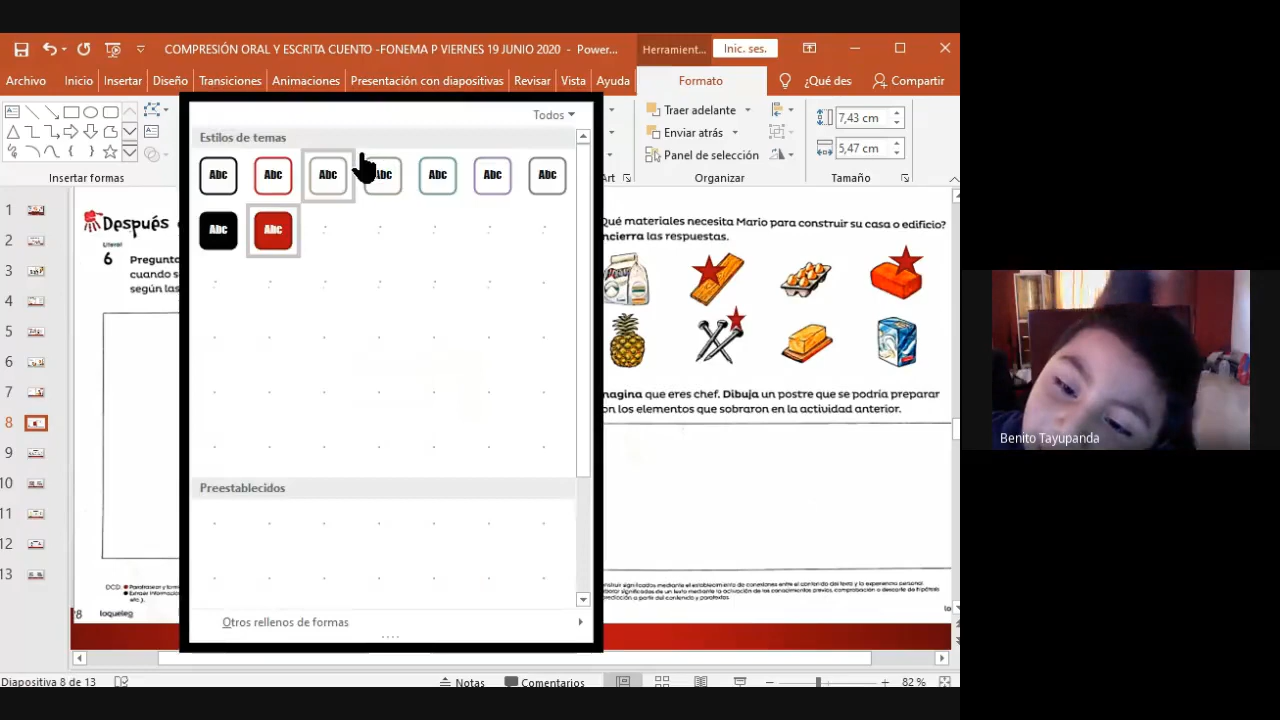 COMPRESIÓN ORAL Y ESCRITA CUENTO -FONEMA P VIERNES 19 JUNIO 2020 - Power...
Herramient...
Inic. ses.
Archivo
Inicio
Insertar
Diseño
Transiciones
Animaciones
Presentación con diapositivas
Revisar
Vista
Ayuda
Formato
¿Qué des
Compartir
Todos
Traer adelante
7,43 cm
Estilos de temas
Enviar atrás
5,47 cm
Panel de selección
Abc Abc Abc Abc Abc Abc Abc
Insertar formas
Art
Organizar
Tamaño
Abc Abc
1
2
3
4
5
6
7
8
9
10
11
12
13
Después
Literal
6 Pregunta
cuando s
según las
Qué materiales necesita Mario para construir su casa o edificio?
ncierra las respuestas.
nagina que eres chef. Dibuja un postre que se podría preparar
on los elementos que sobraron en la actividad anterior.
Preestablecidos
Otros rellenos de formas
DCD:
loqueleo
Benito Tayupanda
Diapositiva 8 de 13
Notas
Comentarios
82 %